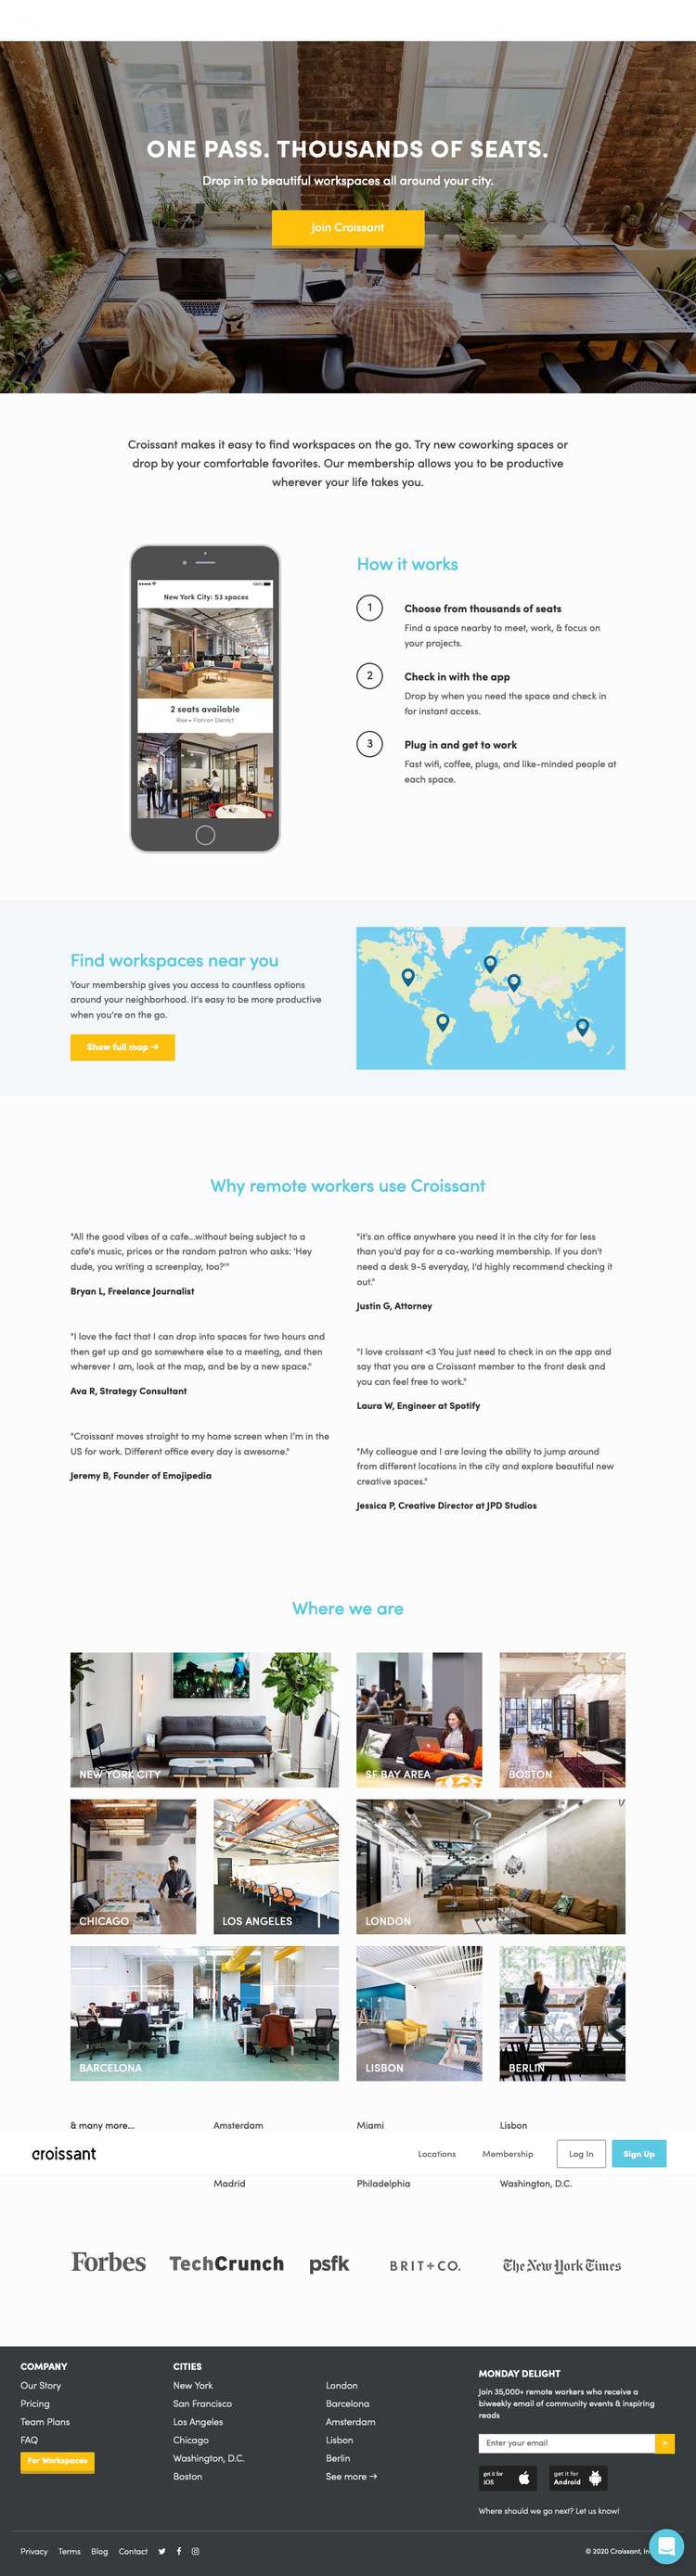 ONE PASS. THOUSANDS OF SEATS.
Drop in to beautiful workspaces all around your city.
Join Croissant
Croissant makes it easy to find workspaces on the go. Try new coworking spaces or
drop by your comfortable favorites. Our membership allows you to be productive
wherever your life takes you.
New York City: 53 spaces
2 seats available
Rise • Flatiron District
How it works
1
Choose from thousands of seats
Find a space nearby to meet, work, & focus on
your projects.
2
Check in with the app
Drop by when you need the space and check in
for instant access.
3
Plug in and get to work
Fast wifi, coffee, plugs, and like-minded people at
each space.
Find workspaces near you
Your membership gives you access to countless options
around your neighborhood. It's easy to be more productive
when you're on the go.
Show full map →
Why remote workers use Croissant
"All the good vibes of a cafe...without being subject to a
cafe's music, prices or the random patron who asks: 'Hey
dude, you writing a screenplay, too?'"
Bryan L, Freelance Journalist
"I love the fact that I can drop into spaces for two hours and
then get up and go somewhere else to a meeting, and then
wherever I am, look at the map, and be by a new space."
Ava R, Strategy Consultant
"Croissant moves straight to my home screen when I'm in the
US for work. Different office every day is awesome."
Jeremy B, Founder of Emojipedia
"it's an office anywhere you need it in the city for far less
than you'd pay for a co-working membership. If you don't
need a desk 9-5 everyday, I'd highly recommend checking it
out."
Justin G, Attorney
"I love croissant <3 You just need to check in on the app and
say that you are a Croissant member to the front desk and
you can feel free to work."
Laura W, Engineer at Spotify
"My colleague and I are loving the ability to jump around
from different locations in the city and explore beautiful new
creative spaces."
Jessica P, Creative Director at JPD Studios
Where we are
NEW YORK CITY
SF BAY AREA
BOSTON
CHICAGO
LOS ANGELES
LONDON
BARCELONA
LISBON
BERLIN
& many more... Amsterdam Miami Lisbon
croissant Locations Membership Log In Sign Up
Madrid Philadelphia Washington, D.C.
Forbes TechCrunch psfk BRIT+CO. The New York Times
COMPANY
Our Story
Pricing
Team Plans
FAQ
For Workspaces
CITIES
New York
San Francisco
Los Angeles
Chicago
Washington, D.C.
Boston
London
Barcelona
Amsterdam
Lisbon
Berlin
See more →
MONDAY DELIGHT
Join 35,000+ remote workers who receive a
biweekly email of community events & inspiring
reads
Enter your email >
get it for
iOS
get it for
Android
Where should we go next? Let us know!
Privacy Terms Blog Contact
© 2020 Croissant, In